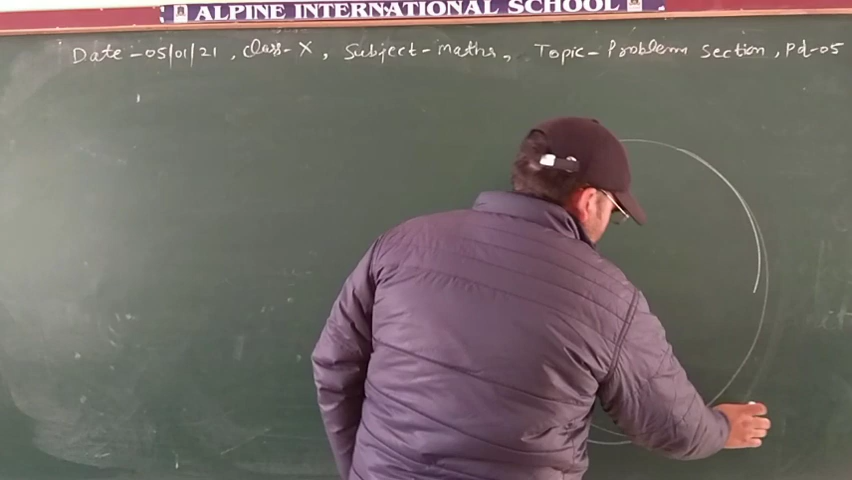 ALPINE INTERNATIONAL SCHOOL
Date - 05/01/21, Class - X, Subject - maths, Topic - Problem Section, Pd-05